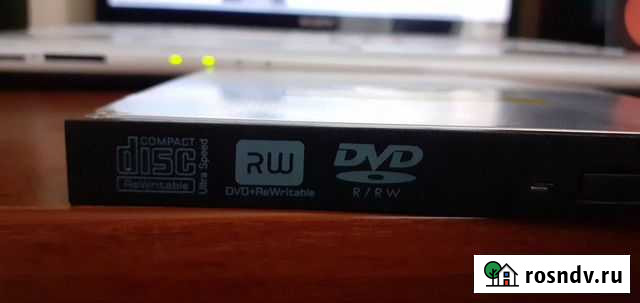 COMPACT
disc
ReWritable
Ultra Speed
RW
DVD+ReWritable
DVD
R/RW
rosndv.ru